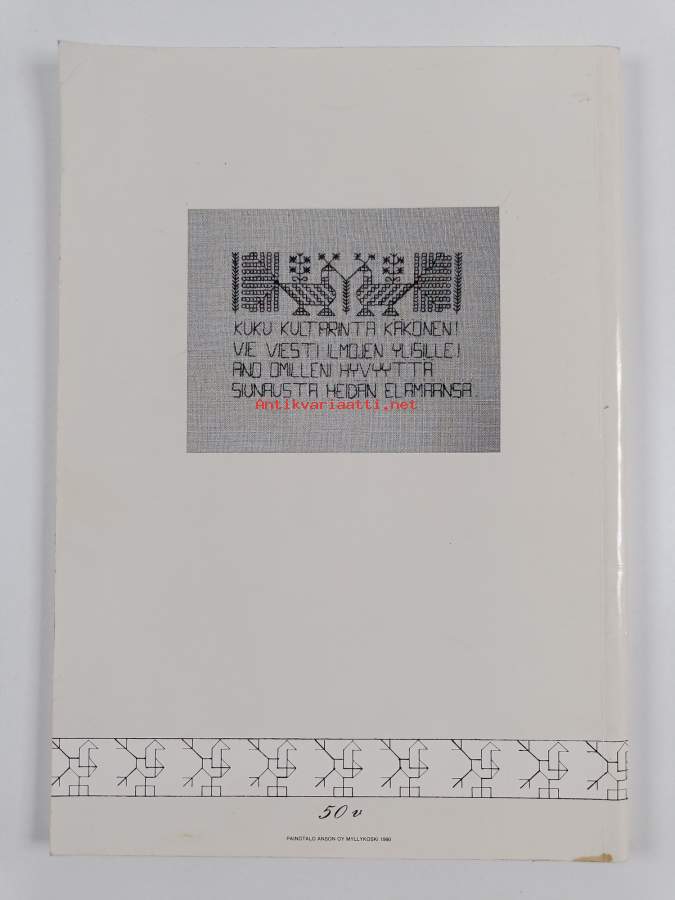 KUKU KULTARINTA KÄKÖNEN!
VIE VIESTI ILMOJEN YLISILLE!
ANO OMILLENI HYVYYTTÄ
SIUNAUSTA HEIDÄN ELÄMÄÄNSÄ.
Antikvariaatti.net
50 v
PAINOTALO ANSON OY MYLLYKOSKI 1986